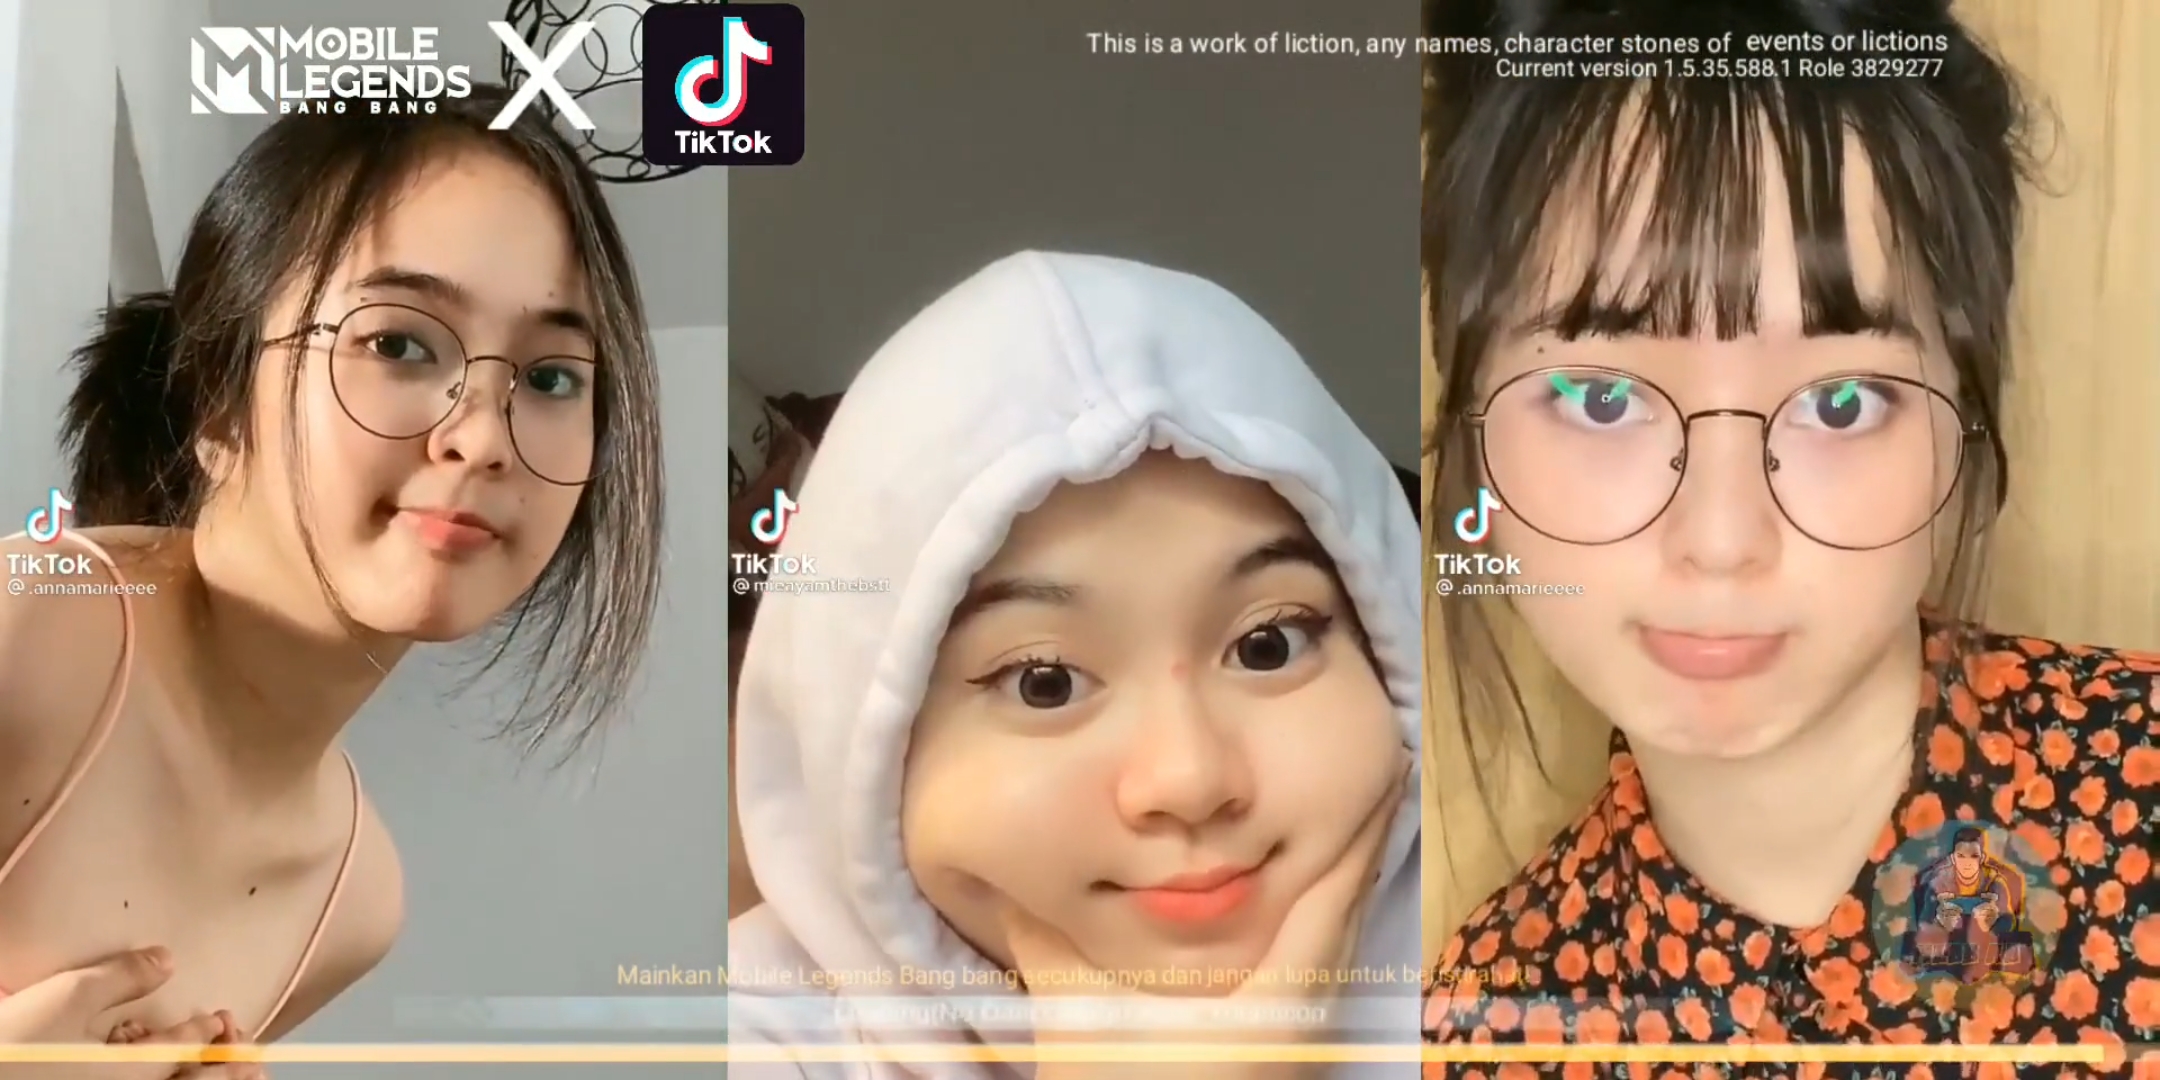 MOBILE
LEGENDS
BANG BANG
X
TikTok
This is a work of liction, any names, character stones of events or lictions
Current version 1.5.35.588.1 Role 3829277
TikTok
@.annamarieeee
TikTok
@mieayamthebstt
TikTok
@.annamarieeee
Mainkan Mobile Legends Bang bang secukupnya dan jangan lupa untuk beristirahat!